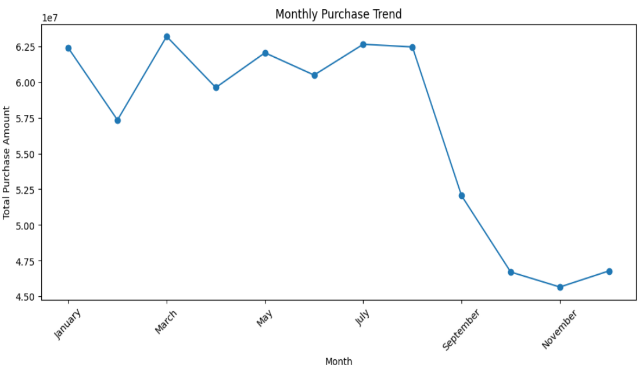 Monthly Purchase Trend
1e7
6.25
6.00
5.75
5.50
5.25
5.00
4.75
4.50
Total Purchase Amount
January
March
May
July
September
November
Month